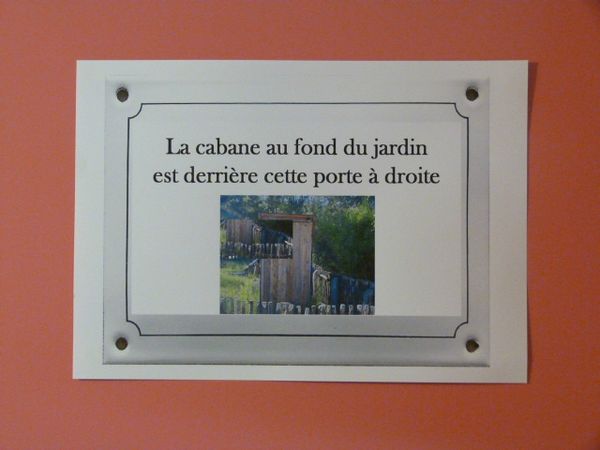 La cabane au fond du jardin
est derrière cette porte à droite